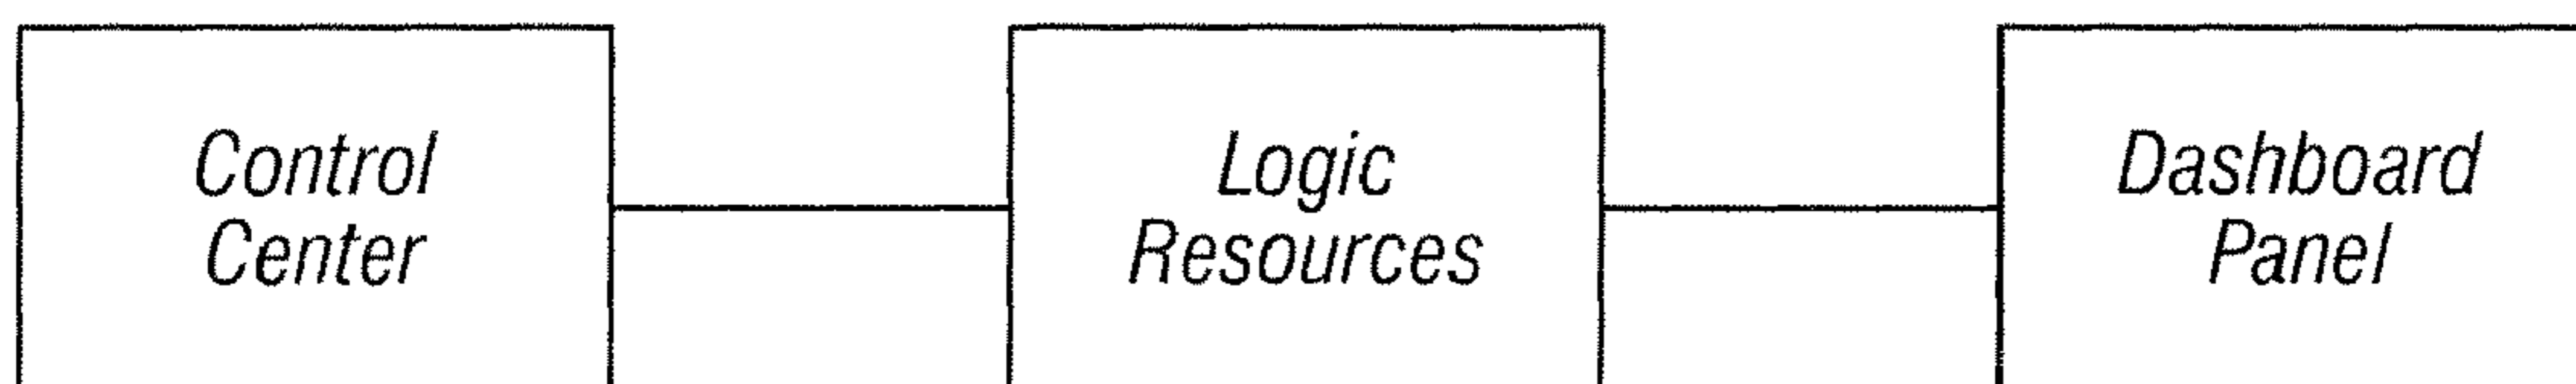 Control
Center
Logic
Resources
Dashboard
Panel